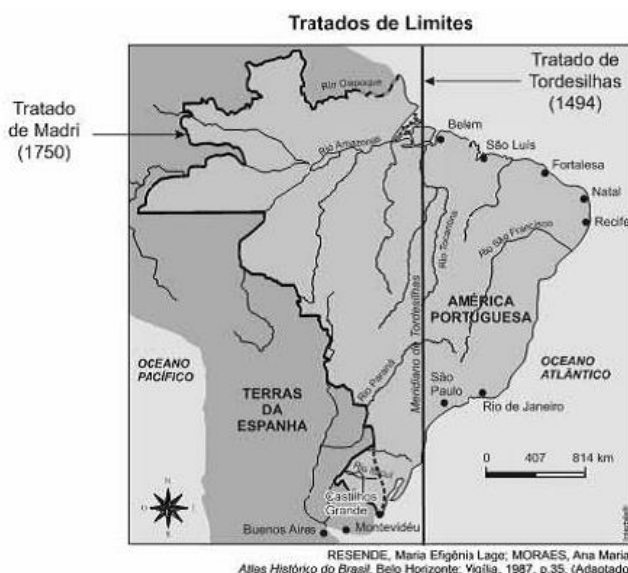 Tratados de Limites
Tratado
de Madri
(1750)
Tratado de
Tordesilhas
(1494)
Rio Oiapoque
Rio Amazonas
Belem
São Luís
Fortalesa
Natal
Recife
Rio São Francisco
Rio Tocantins
Meridiano de Tordesilhas
AMÉRICA
PORTUGUESA
OCEANO
PACÍFICO
OCEANO
ATLÂNTICO
TERRAS
DA
ESPANHA
Rio Paraná
São
Paulo
Rio de Janeiro
Castilhos
Grande
Buenos Aires
Montevidéu
0 407 814 km
N
RESENDE, Maria Efigênia Lage; MORAES, Ana Maria
Atlas Histórico do Brasil. Belo Horizonte: Vigília, 1987, p.35. (Adaptado